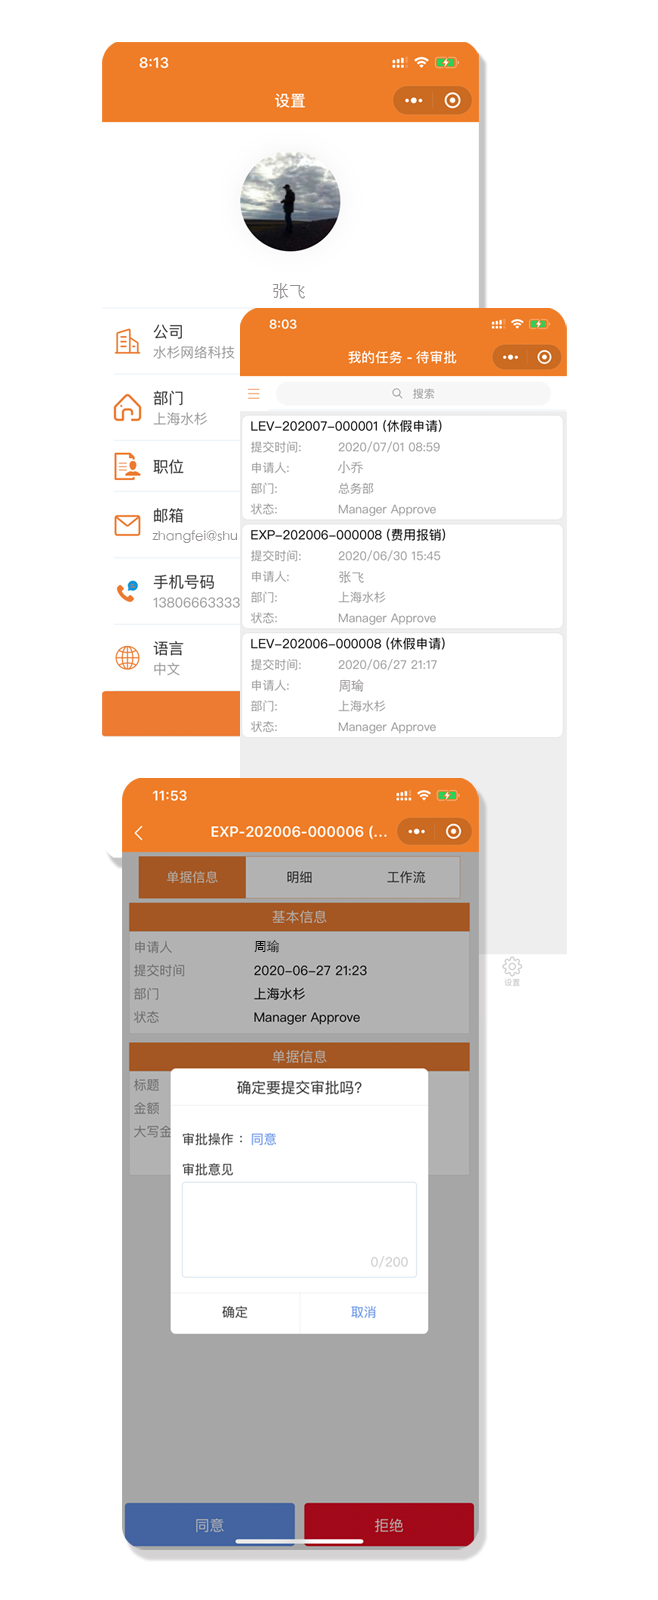 8:13
设置
张飞
公司
水杉网络科技
部门
上海水杉
职位
邮箱
zhangfei@shu
手机号码
13806663333
语言
中文
8:03
我的任务 - 待审批
搜索
LEV-202007-000001 (休假申请)
提交时间: 2020/07/01 08:59
申请人: 小乔
部门: 总务部
状态: Manager Approve
EXP-202006-000008 (费用报销)
提交时间: 2020/06/30 15:45
申请人: 张飞
部门: 上海水杉
状态: Manager Approve
LEV-202006-000008 (休假申请)
提交时间: 2020/06/27 21:17
申请人: 周瑜
部门: 上海水杉
状态: Manager Approve
设置
11:53
EXP-202006-000006 (...
单据信息 明细 工作流
基本信息
申请人 周瑜
提交时间 2020-06-27 21:23
部门 上海水杉
状态 Manager Approve
单据信息
标题
金额
大写金
确定要提交审批吗?
审批操作： 同意
审批意见
0/200
确定 取消
同意 拒绝